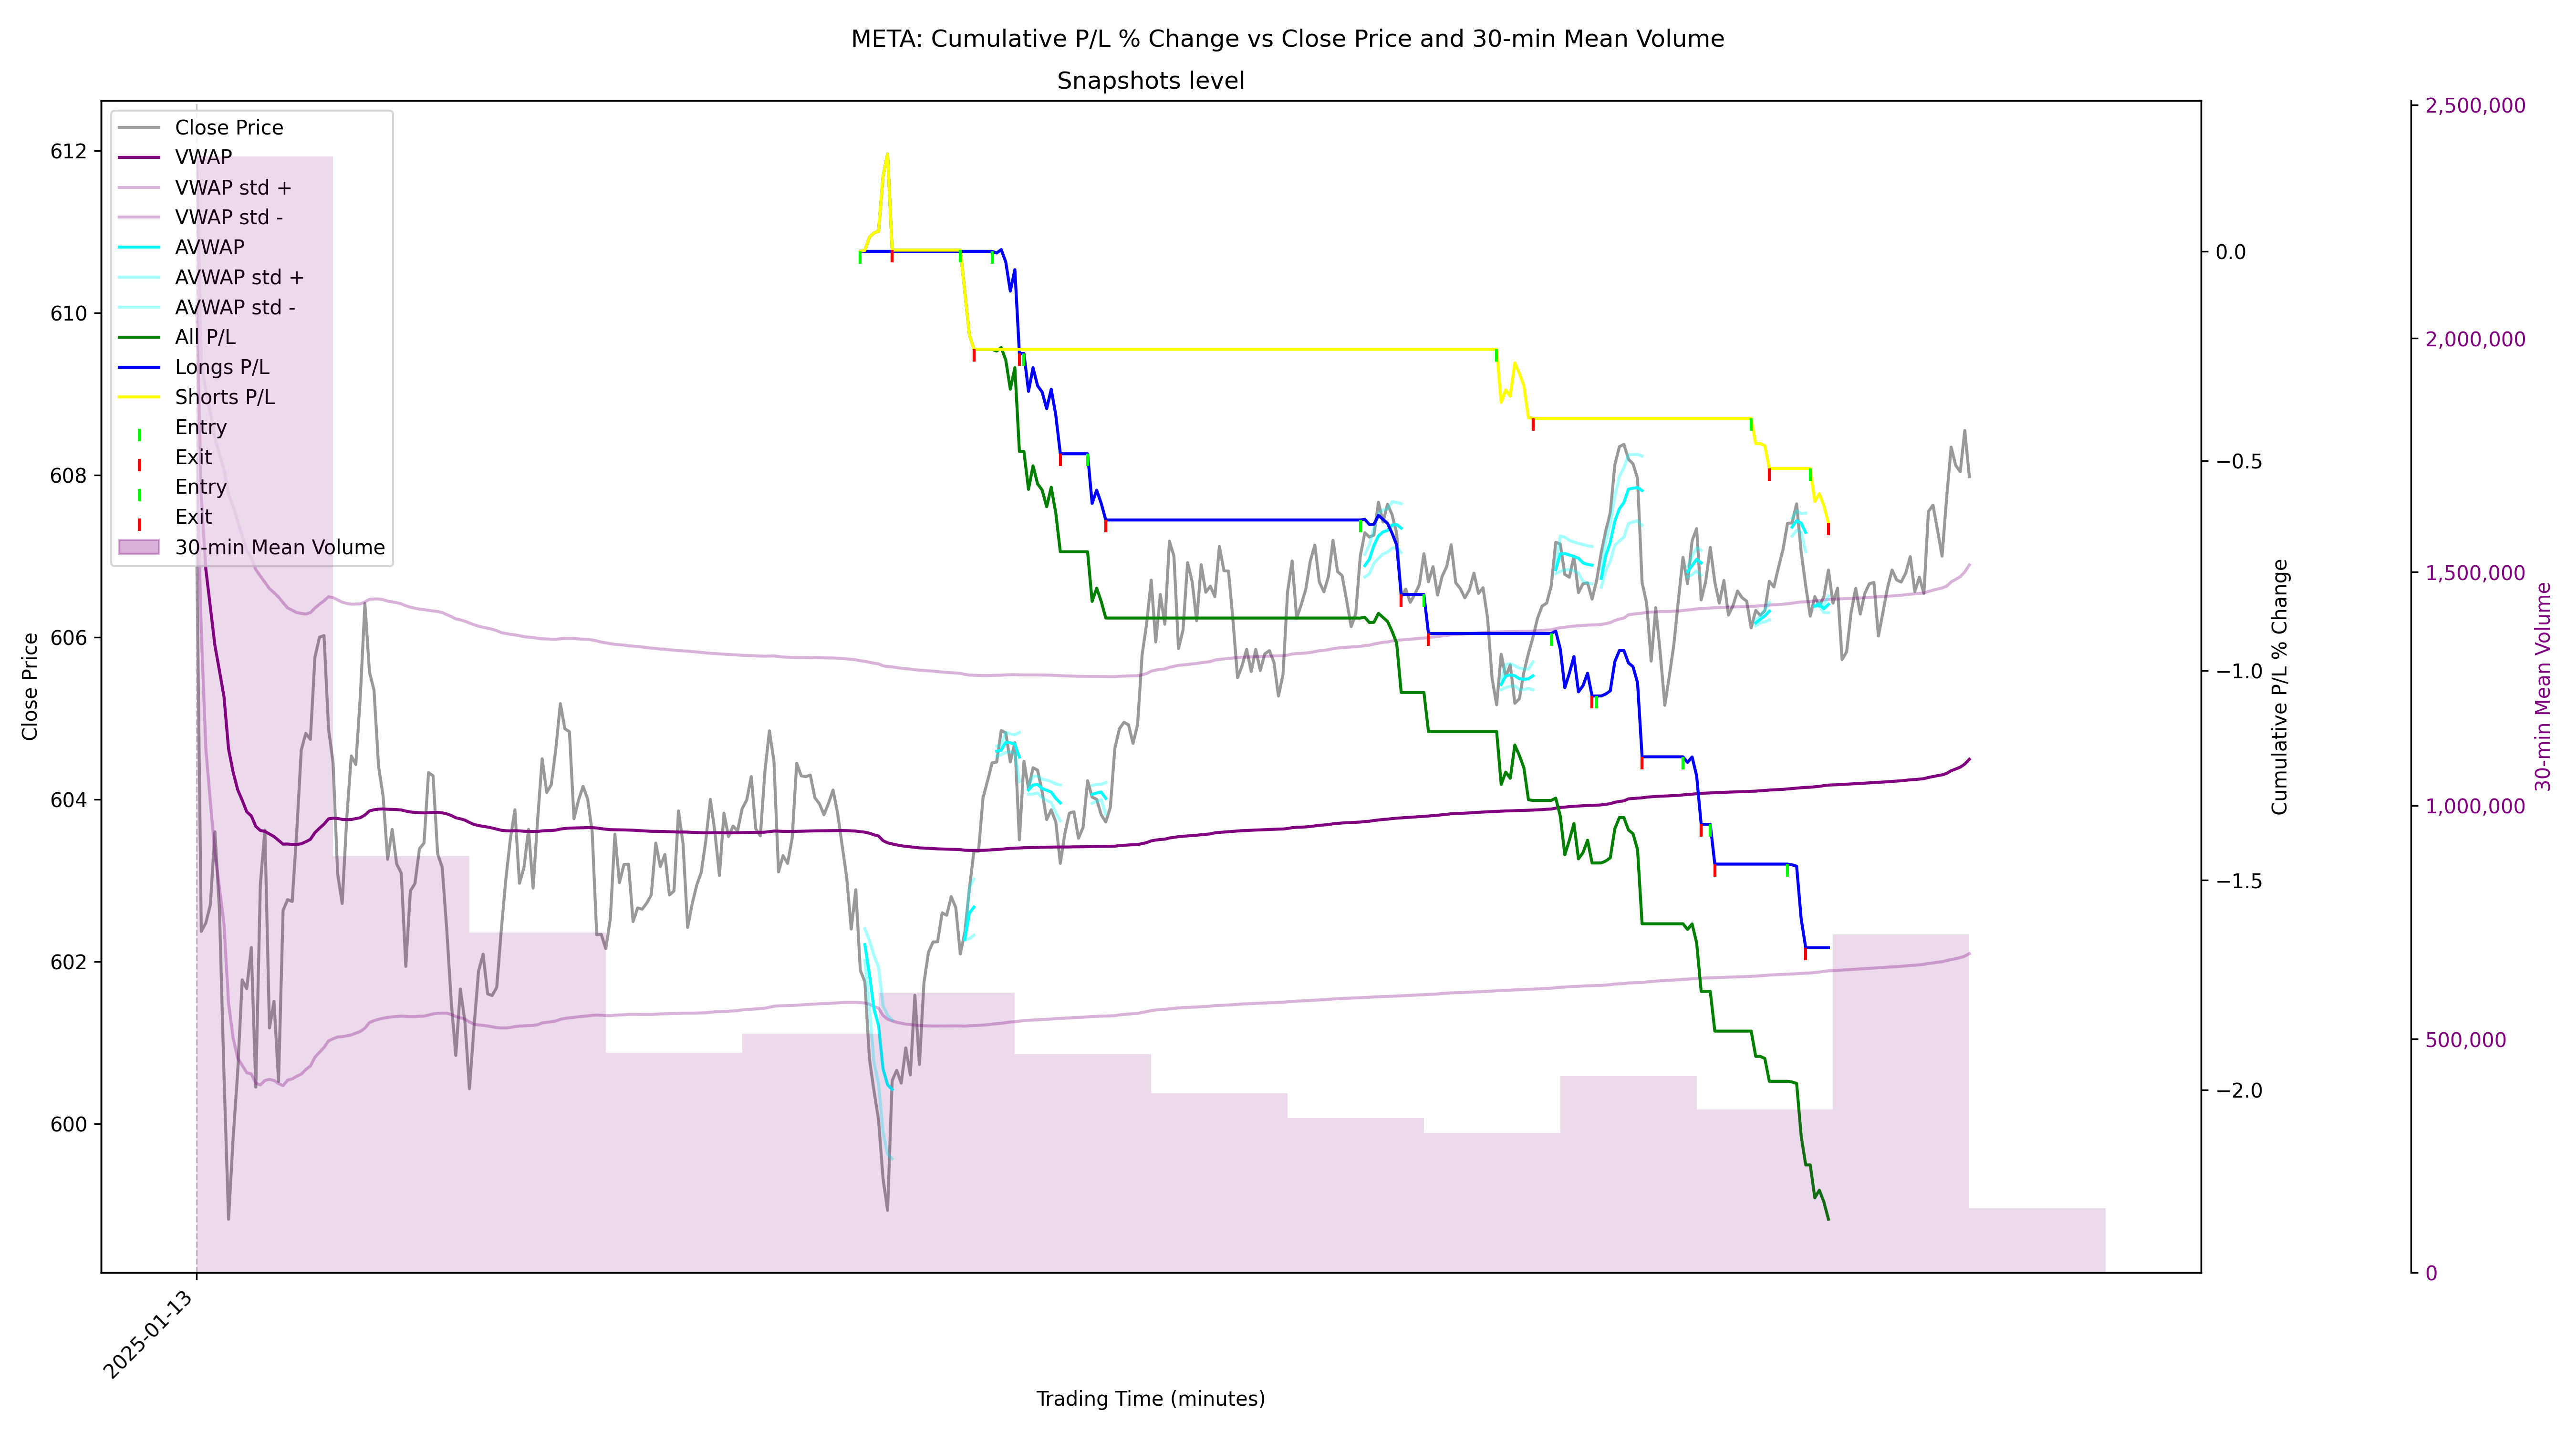 META: Cumulative P/L % Change vs Close Price and 30-min Mean Volume
Snapshots level
Close Price
VWAP
VWAP std +
VWAP std -
AVWAP
AVWAP std +
AVWAP std -
All P/L
Longs P/L
Shorts P/L
Entry
Exit
Entry
Exit
30-min Mean Volume
612
610
608
606
604
602
600
Close Price
0.0
−0.5
−1.0
−1.5
−2.0
Cumulative P/L % Change
2,500,000
2,000,000
1,500,000
1,000,000
500,000
0
30-min Mean Volume
2025-01-13
Trading Time (minutes)